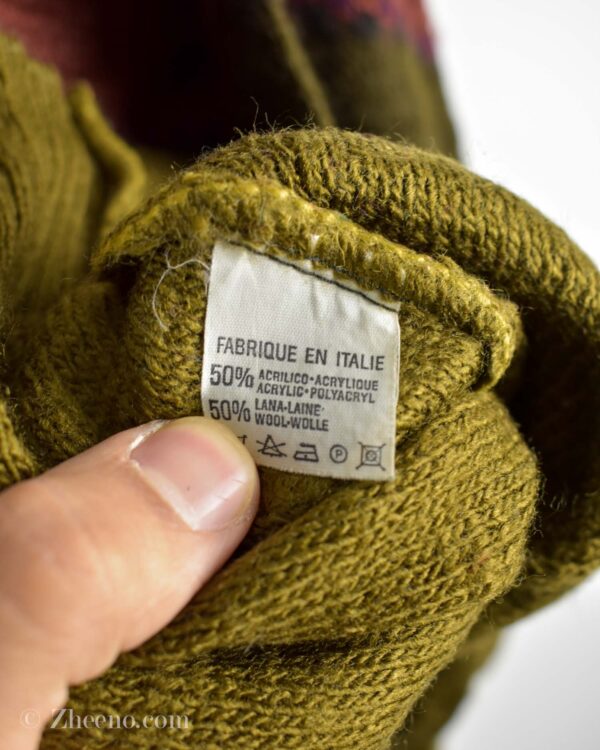 FABRIQUE EN ITALIE
50% ACRILICO·ACRYLIQUE
ACRYLIC·POLYACRYL
50% LANA·LAINE·
WOOL·WOLLE
P
© Zheeno.com